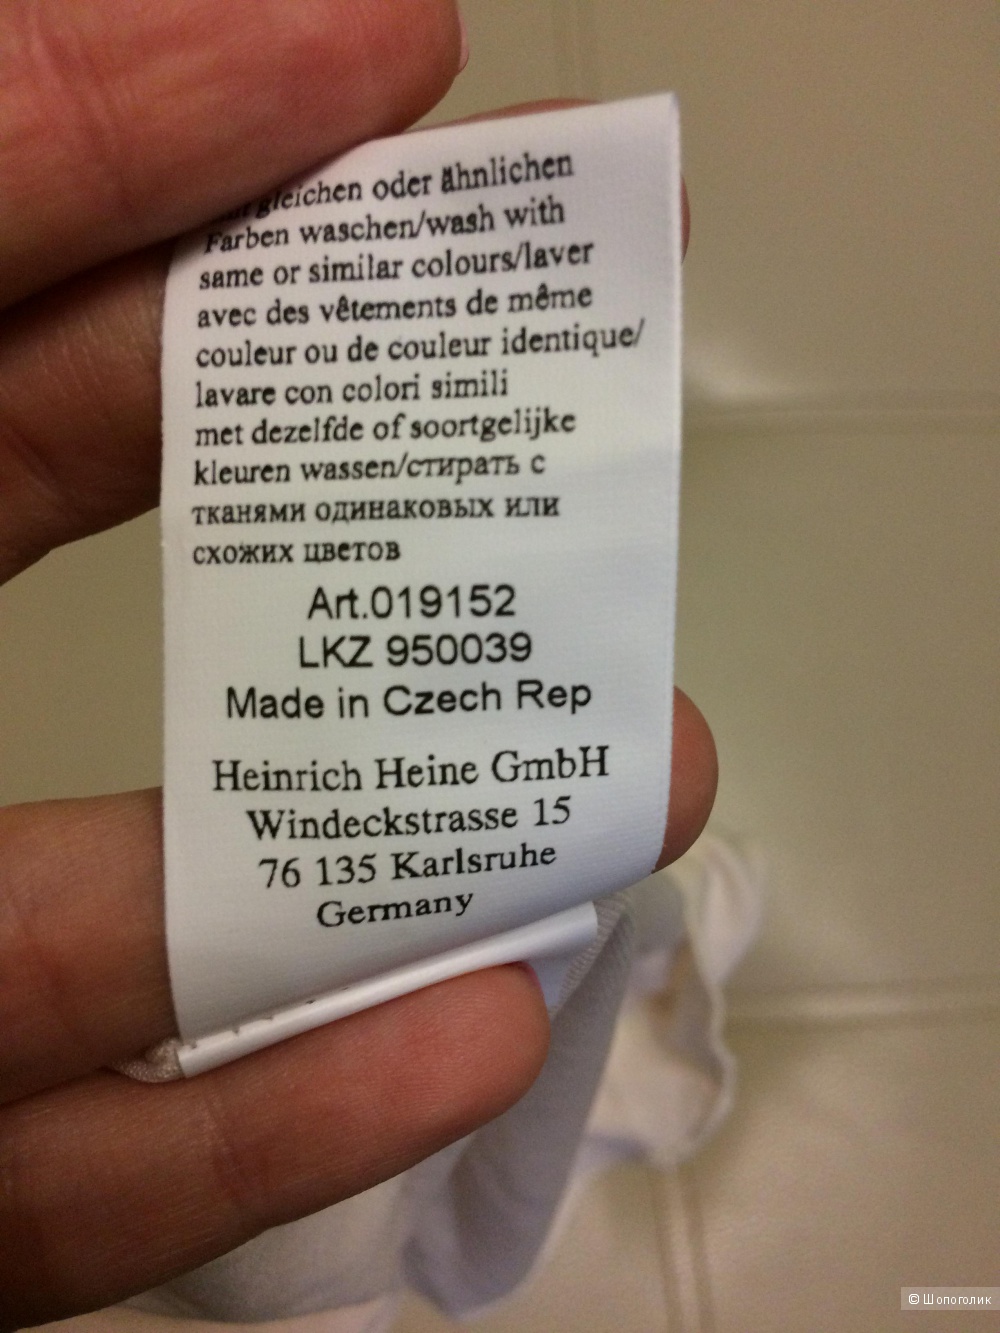 gleichen oder ähnlichen
Farben waschen/wash with
same or similar colours/laver
avec des vêtements de même
couleur ou de couleur identique/
lavare con colori simili
met dezelfde of soortgelijke
kleuren wassen/стирать с
тканями одинаковых или
схожих цветов
Art.019152
LKZ 950039
Made in Czech Rep
Heinrich Heine GmbH
Windeckstrasse 15
76 135 Karlsruhe
Germany
© Шопоголик